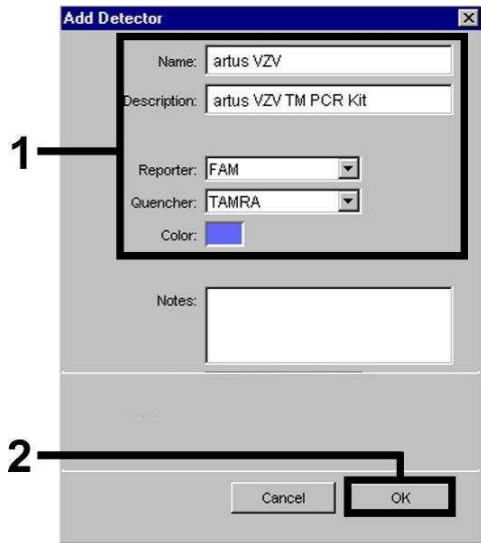 Add Detector
Name: artus VZV
Description: artus VZV TM PCR Kit
1
Reporter: FAM
Quencher: TAMRA
Color:
Notes:
2
Cancel OK